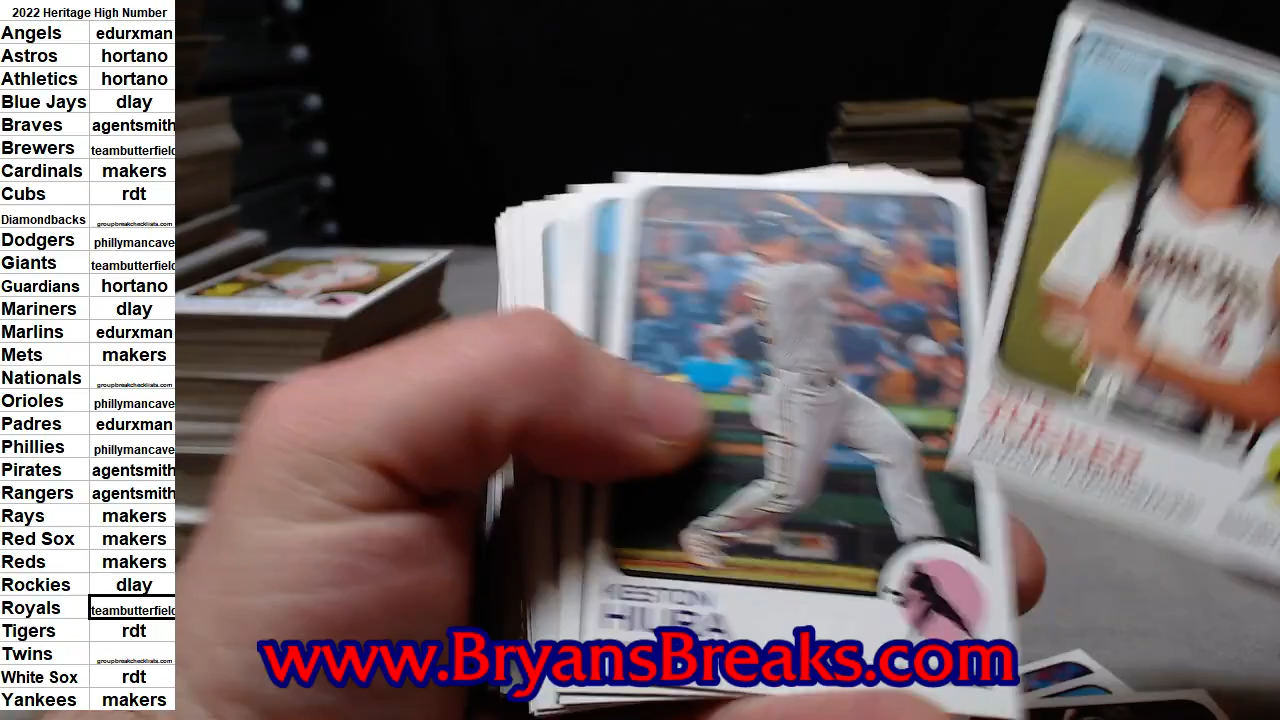 2022 Heritage High Number
Angels edurxman
Astros hortano
Athletics hortano
Blue Jays dlay
Braves agentsmith
Brewers teambutterfield
Cardinals makers
Cubs rdt
Diamondbacks groupbreakchecklists.com
Dodgers phillymancave
Giants teambutterfield
Guardians hortano
Mariners dlay
Marlins edurxman
Mets makers
Nationals groupbreakchecklists.com
Orioles phillymancave
Padres edurxman
Phillies phillymancave
Pirates agentsmith
Rangers agentsmith
Rays makers
Red Sox makers
Reds makers
Rockies dlay
Royals teambutterfield
Tigers rdt
Twins groupbreakchecklists.com
White Sox rdt
Yankees makers
KESTON
HIURA
www.BryansBreaks.com